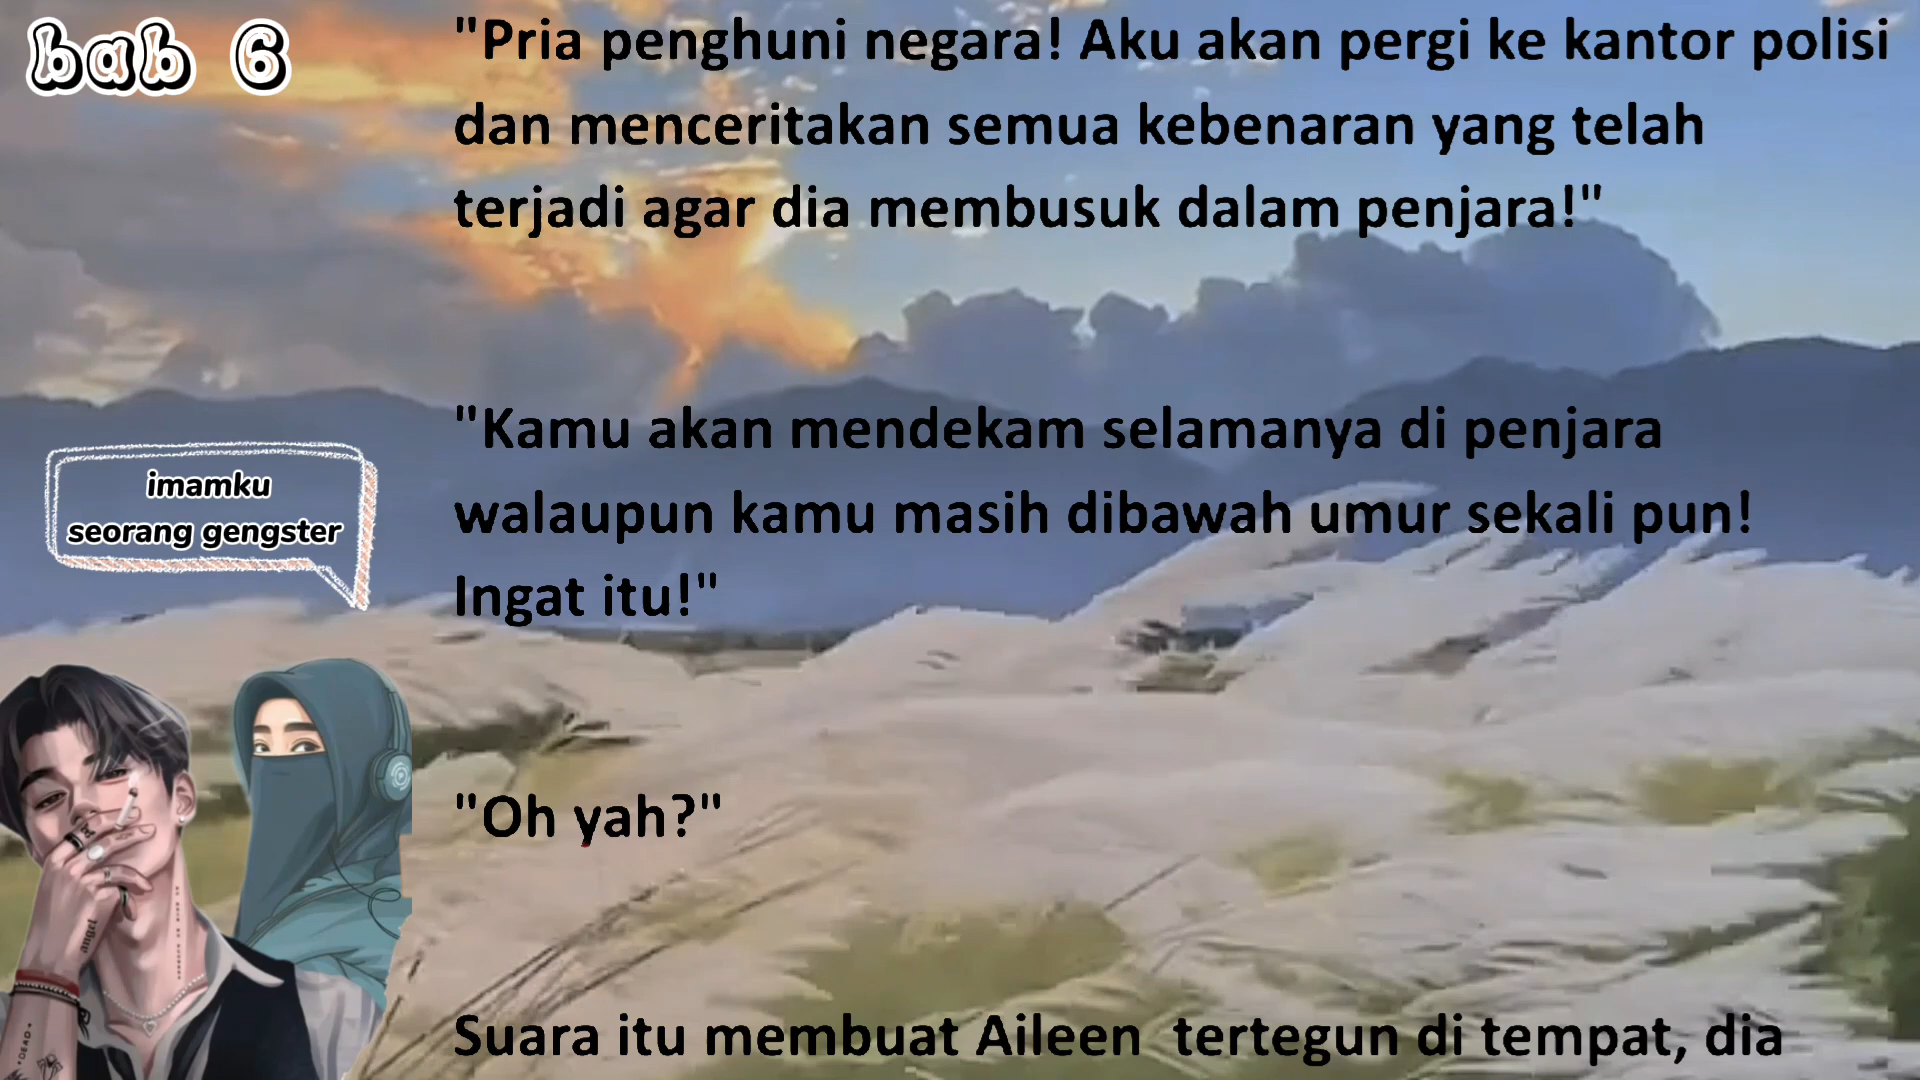 bab 6
"Pria penghuni negara! Aku akan pergi ke kantor polisi
dan menceritakan semua kebenaran yang telah
terjadi agar dia membusuk dalam penjara!"
"Kamu akan mendekam selamanya di penjara
walaupun kamu masih dibawah umur sekali pun!
Ingat itu!"
"Oh yah?"
Suara itu membuat Aileen tertegun di tempat, dia
imamku
seorang gengster
angel
DEAD